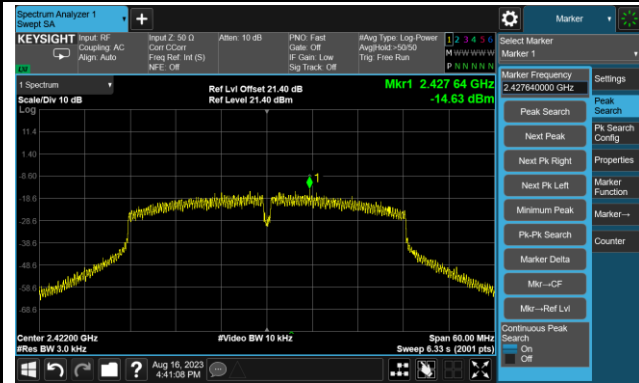 Spectrum Analyzer 1
Swept SA
Marker
KEYSIGHT
Input: RF
Coupling: AC
Align: Auto
Input Z: 50 Ω
Corr CCorr
Freq Ref: Int (S)
NFE: Off
Atten: 10 dB
PNO: Fast
Gate: Off
IF Gain: Low
Sig Track: Off
#Avg Type: Log-Power
Avg|Hold:>50/50
Trig: Free Run
1 2 3 4 5 6
M W W W W W
P N N N N N
Select Marker
Marker 1
1 Spectrum
Scale/Div 10 dB
Log
Ref Lvl Offset 21.40 dB
Ref Level 21.40 dBm
Mkr1 2.427 64 GHz
-14.63 dBm
11.4
1.40
-8.60
-18.6
-28.6
-38.6
-48.6
-58.6
-68.6
1
Center 2.42200 GHz
#Res BW 3.0 kHz
#Video BW 10 kHz
Span 60.00 MHz
Sweep 6.33 s (2001 pts)
Marker Frequency
2.427640000 GHz
Peak Search
Next Peak
Next Pk Right
Next Pk Left
Minimum Peak
Pk-Pk Search
Marker Delta
Mkr→CF
Mkr→Ref Lvl
Continuous Peak
Search
On
Off
Settings
Peak
Search
Pk Search
Config
Properties
Marker
Function
Marker→
Counter
?
Aug 16, 2023
4:41:08 PM